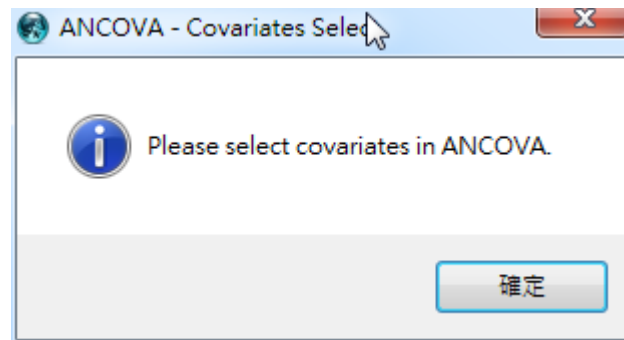 ANCOVA - Covariates Selec
Please select covariates in ANCOVA.
確定